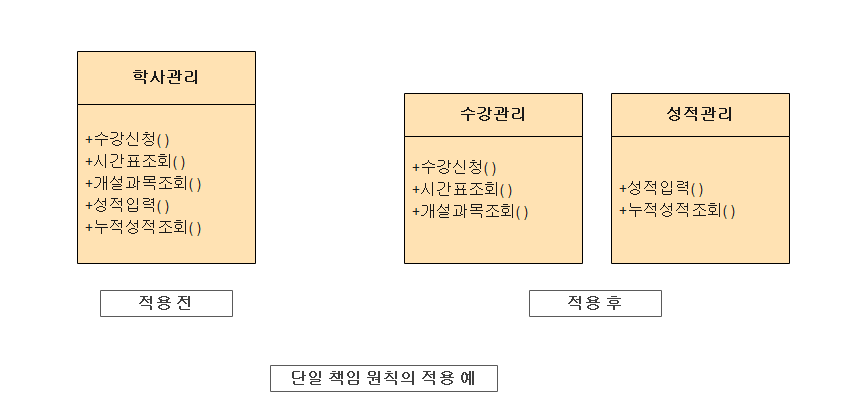 학사관리
+수강신청()
+시간표조회()
+개설과목조회()
+성적입력()
+누적성적조회()
적용 전
수강관리
+수강신청()
+시간표조회()
+개설과목조회()
성적관리
+성적입력()
+누적성적조회()
적용 후
단일 책임 원칙의 적용 예